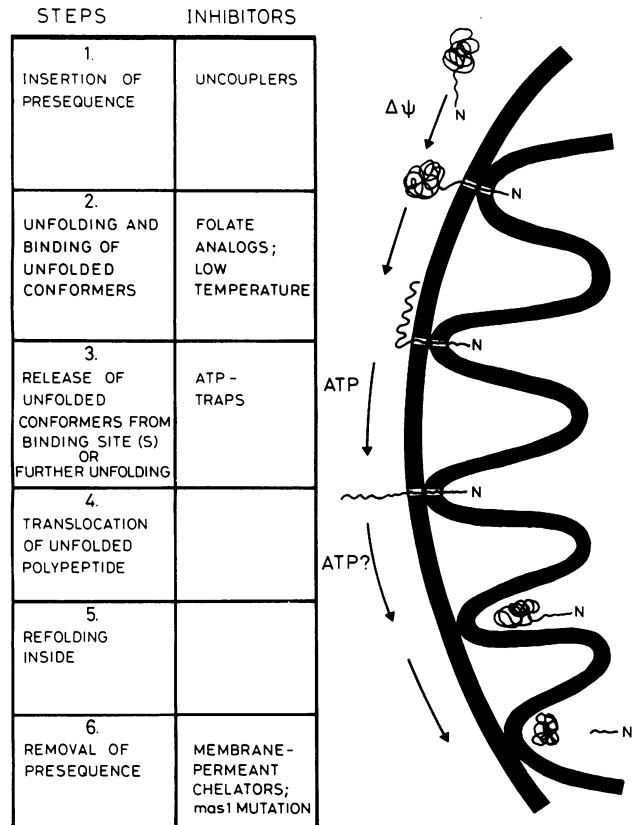 STEPS
INHIBITORS
1.
INSERTION OF
PRESEQUENCE
UNCOUPLERS
2.
UNFOLDING AND
BINDING OF
UNFOLDED
CONFORMERS
FOLATE
ANALOGS;
LOW
TEMPERATURE
3.
RELEASE OF
UNFOLDED
CONFORMERS FROM
BINDING SITE (S)
OR
FURTHER UNFOLDING
ATP-
TRAPS
4.
TRANSLOCATION
OF UNFOLDED
POLYPEPTIDE
5.
REFOLDING
INSIDE
6.
REMOVAL OF
PRESEQUENCE
MEMBRANE-
PERMEANT
CHELATORS;
mas1 MUTATION
N
Δψ
N
N
ATP
N
ATP?
N
N